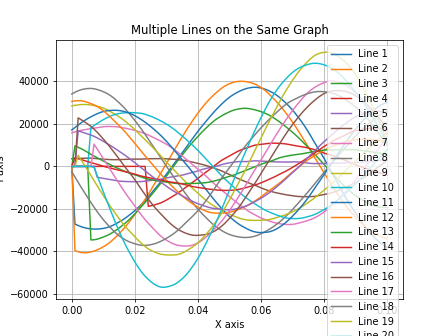 Multiple Lines on the Same Graph
40000
20000
0
−20000
−40000
−60000
0.00
0.02
0.04
0.06
0.08
X axis
axis
Line 1
Line 2
Line 3
Line 4
Line 5
Line 6
Line 7
Line 8
Line 9
Line 10
Line 11
Line 12
Line 13
Line 14
Line 15
Line 16
Line 17
Line 18
Line 19
Line 20